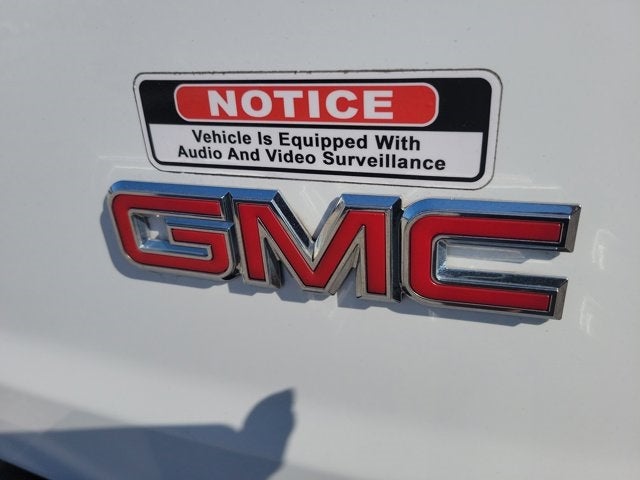 NOTICE
Vehicle Is Equipped With
Audio And Video Surveillance
GMC